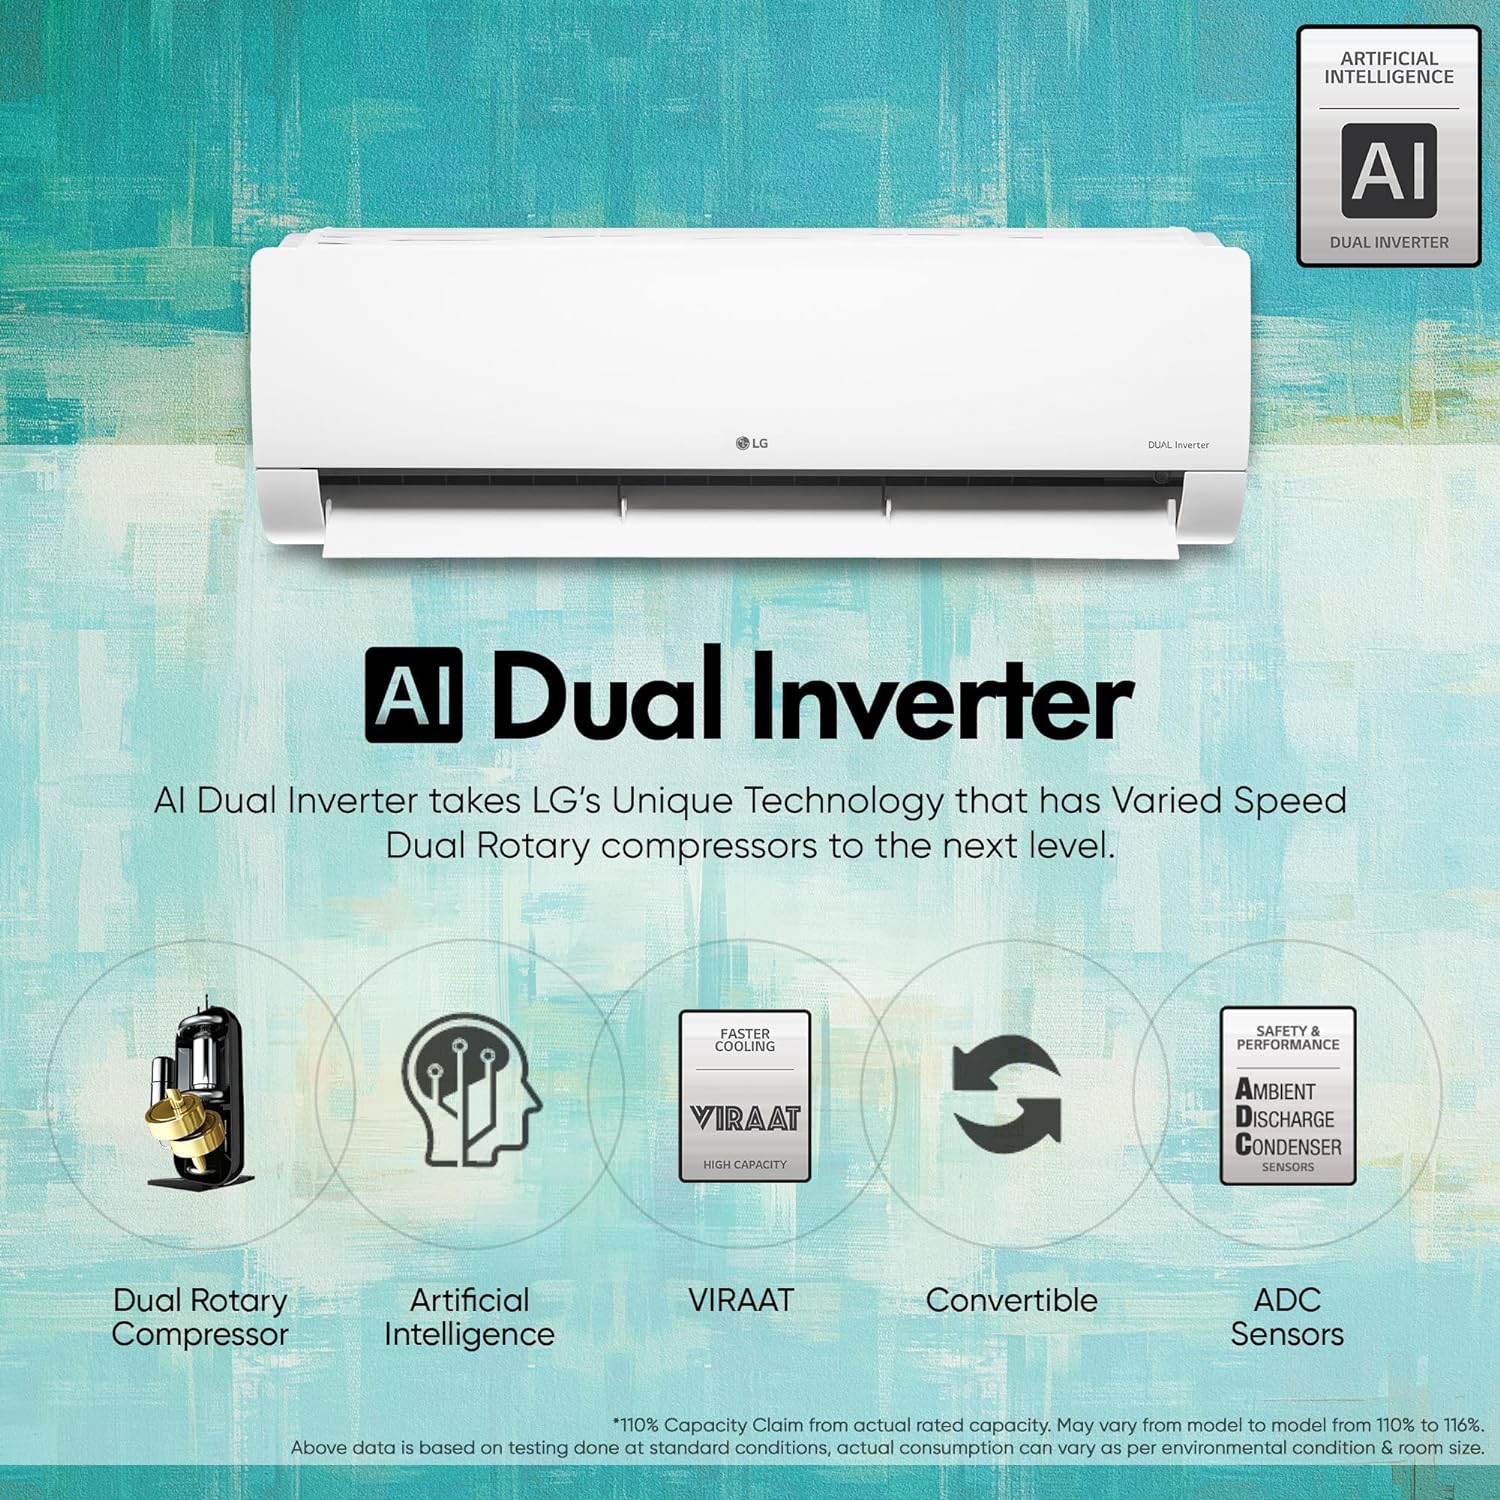 ARTIFICIAL
INTELLIGENCE
AI
DUAL INVERTER
LG
DUAL Inverter
AI Dual Inverter
AI Dual Inverter takes LG's Unique Technology that has Varied Speed
Dual Rotary compressors to the next level.
FASTER
COOLING
VIRAAT
HIGH CAPACITY
SAFETY &
PERFORMANCE
AMBIENT
DISCHARGE
CONDENSER
SENSORS
Dual Rotary
Compressor
Artificial
Intelligence
VIRAAT
Convertible
ADC
Sensors
*110% Capacity Claim from actual rated capacity. May vary from model to model from 110% to 116%.
Above data is based on testing done at standard conditions, actual consumption can vary as per environmental condition & room size.